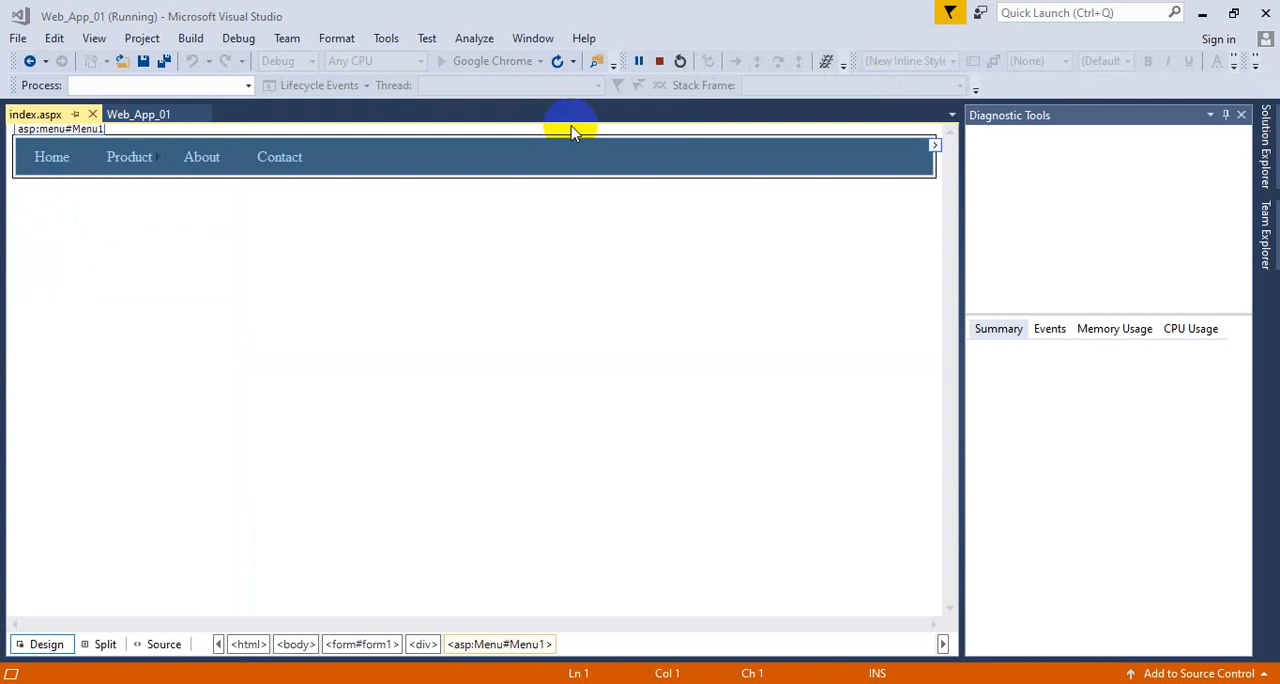 Web_App_01 (Running) - Microsoft Visual Studio
Quick Launch (Ctrl+Q)
File Edit View Project Build Debug Team Format Tools Test Analyze Window Help
Sign in
Debug Any CPU Google Chrome (New Inline Style (None) (Default B I U A
Process: Lifecycle Events Thread: Stack Frame:
index.aspx Web_App_01
Diagnostic Tools
asp:menu#Menu1
Home Product About Contact
Solution Explorer
Team Explorer
Summary Events Memory Usage CPU Usage
Design Split Source <html> <body> <form#form1> <div> <asp:Menu#Menu1>
Ln 1 Col 1 Ch 1 INS Add to Source Control